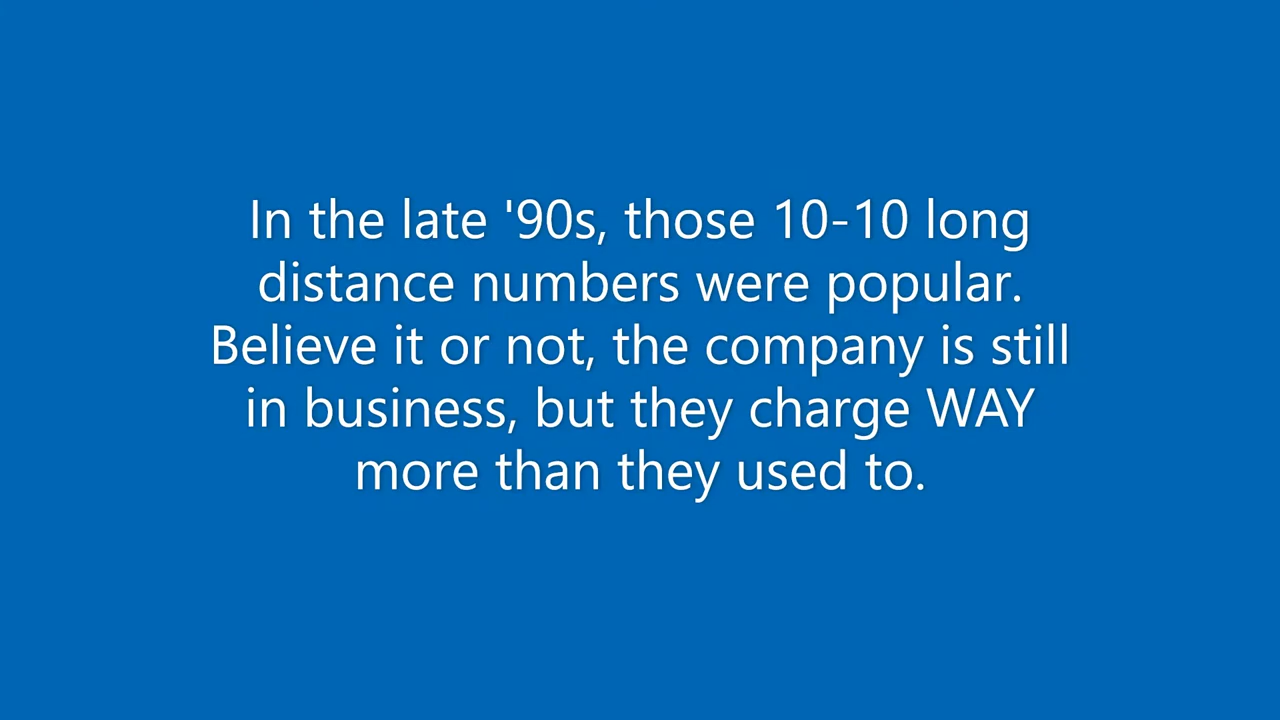 In the late '90s, those 10-10 long
distance numbers were popular.
Believe it or not, the company is still
in business, but they charge WAY
more than they used to.